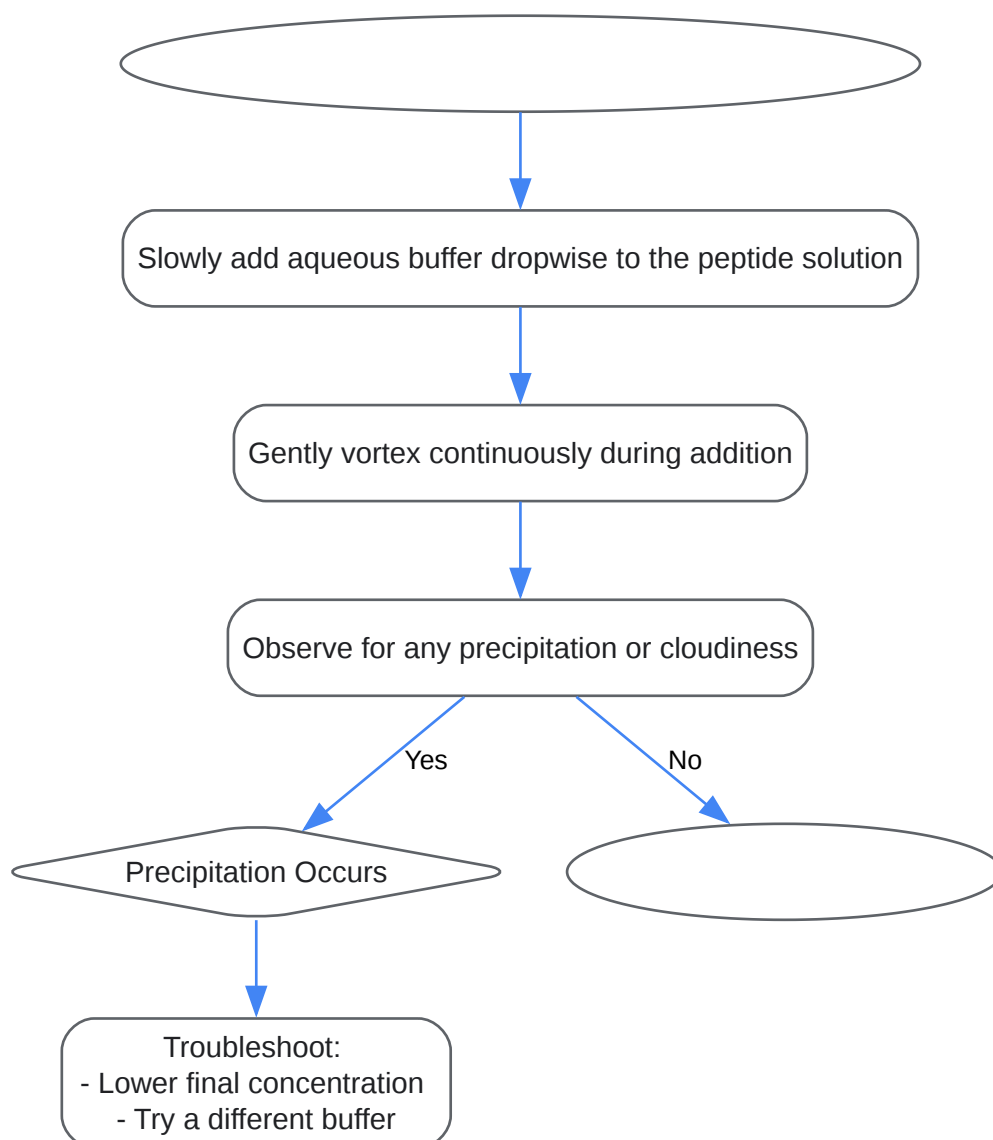 Slowly add aqueous buffer dropwise to the peptide solution
Gently vortex continuously during addition
Observe for any precipitation or cloudiness
Yes
No
Precipitation Occurs
Troubleshoot:
- Lower final concentration
- Try a different buffer